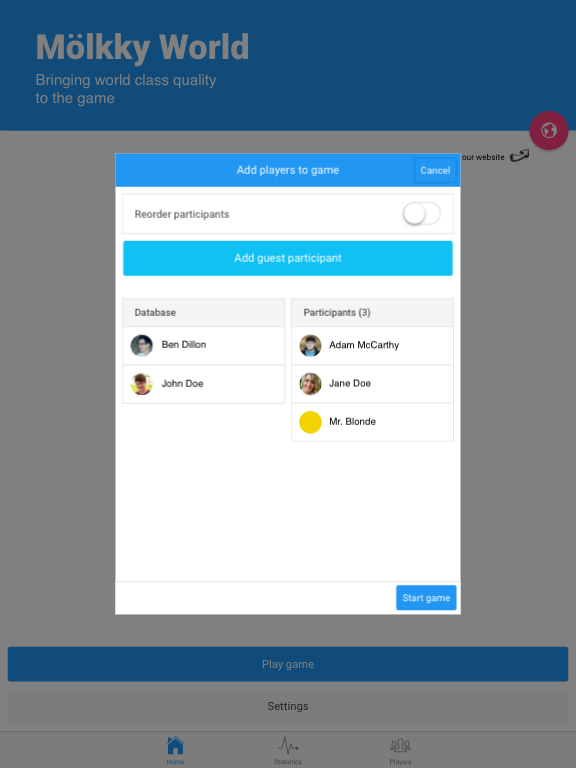 Mölkky World
Bringing world class quality
to the game
our website
Add players to game
Cancel
Reorder participants
Add guest participant
Database
Ben Dillon
John Doe
Participants (3)
Adam McCarthy
Jane Doe
Mr. Blonde
Start game
Play game
Settings
Home
Statistics
Players